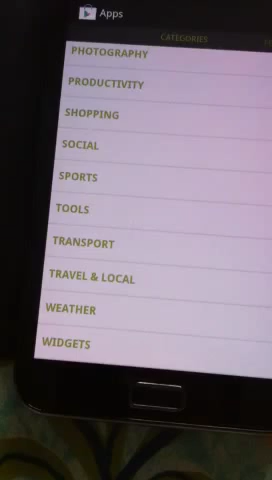 Apps
CATEGORIES
PHOTOGRAPHY
PRODUCTIVITY
SHOPPING
SOCIAL
SPORTS
TOOLS
TRANSPORT
TRAVEL & LOCAL
WEATHER
WIDGETS